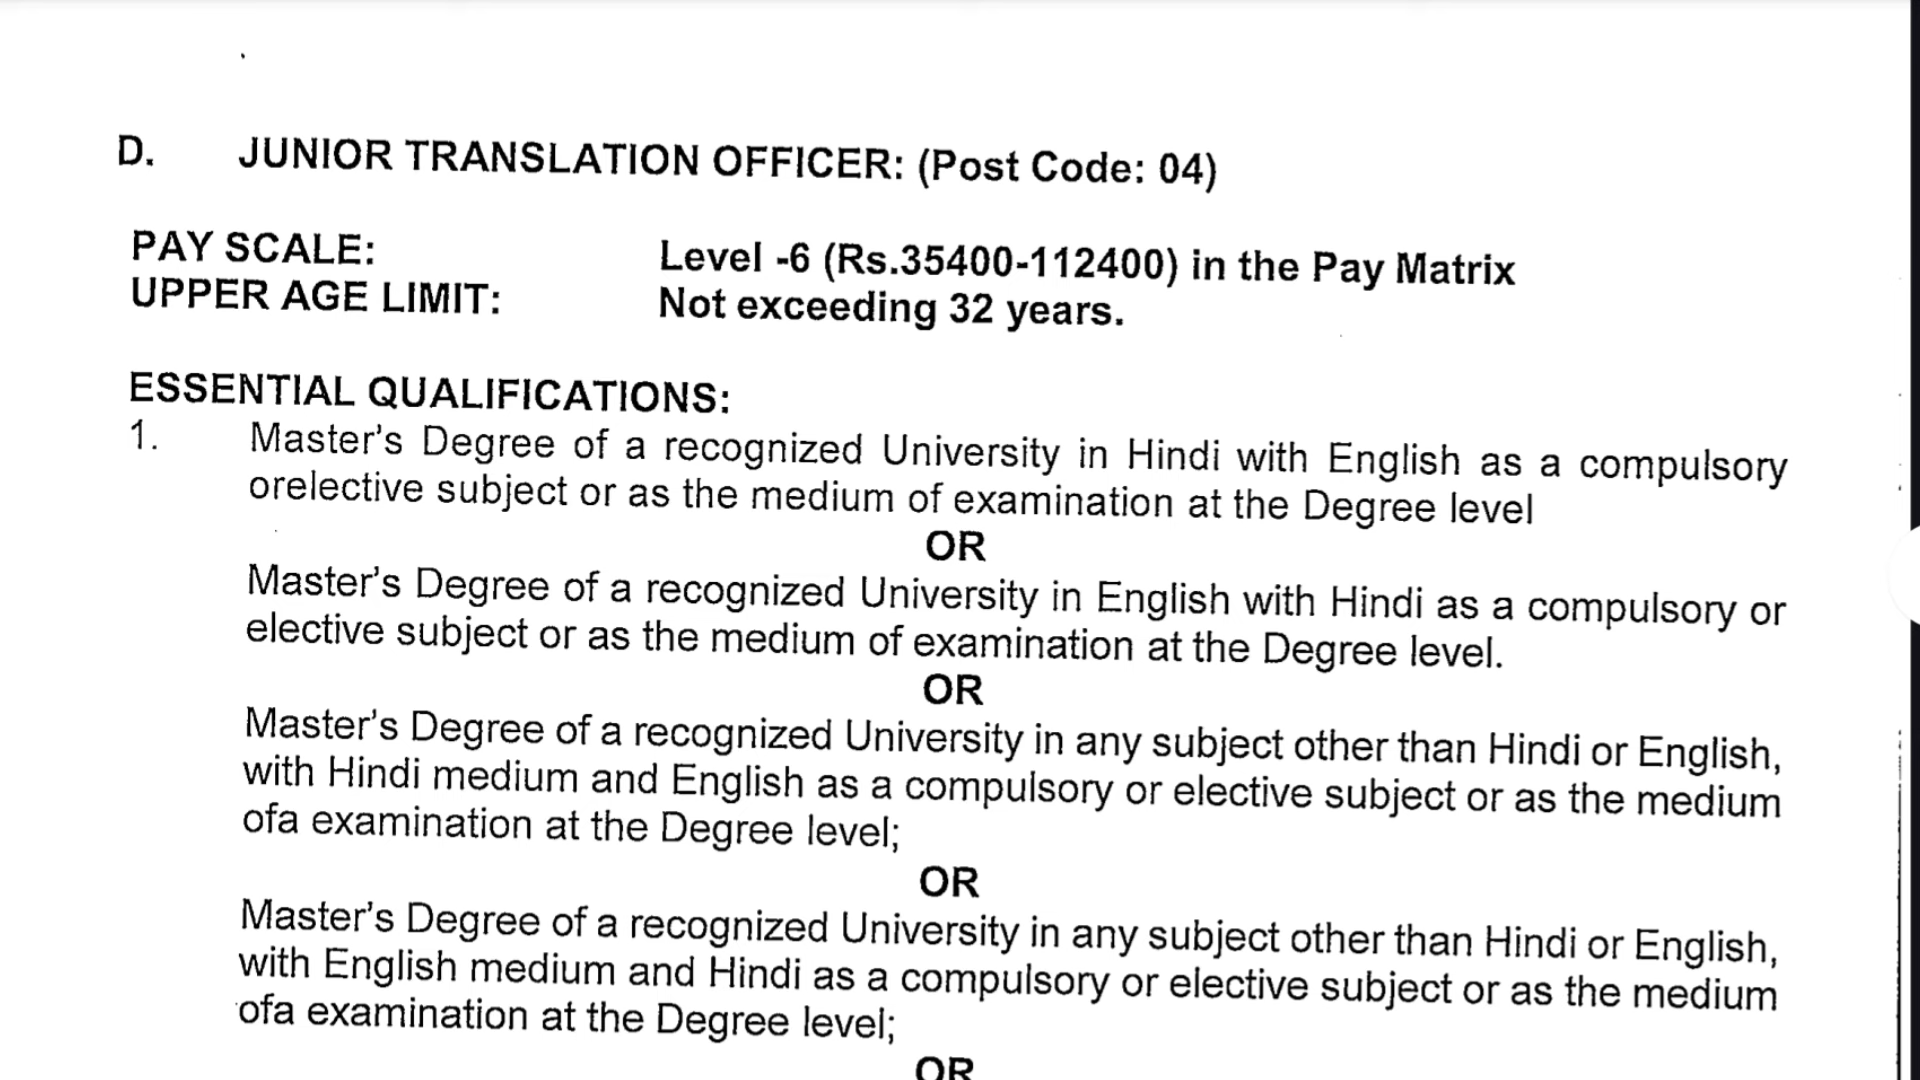 D. JUNIOR TRANSLATION OFFICER: (Post Code: 04)
PAY SCALE: Level -6 (Rs.35400-112400) in the Pay Matrix
UPPER AGE LIMIT: Not exceeding 32 years.
ESSENTIAL QUALIFICATIONS:
1. Master's Degree of a recognized University in Hindi with English as a compulsory
orelective subject or as the medium of examination at the Degree level
OR
Master's Degree of a recognized University in English with Hindi as a compulsory or
elective subject or as the medium of examination at the Degree level.
OR
Master's Degree of a recognized University in any subject other than Hindi or English,
with Hindi medium and English as a compulsory or elective subject or as the medium
ofa examination at the Degree level;
OR
Master's Degree of a recognized University in any subject other than Hindi or English,
with English medium and Hindi as a compulsory or elective subject or as the medium
ofa examination at the Degree level;
OR